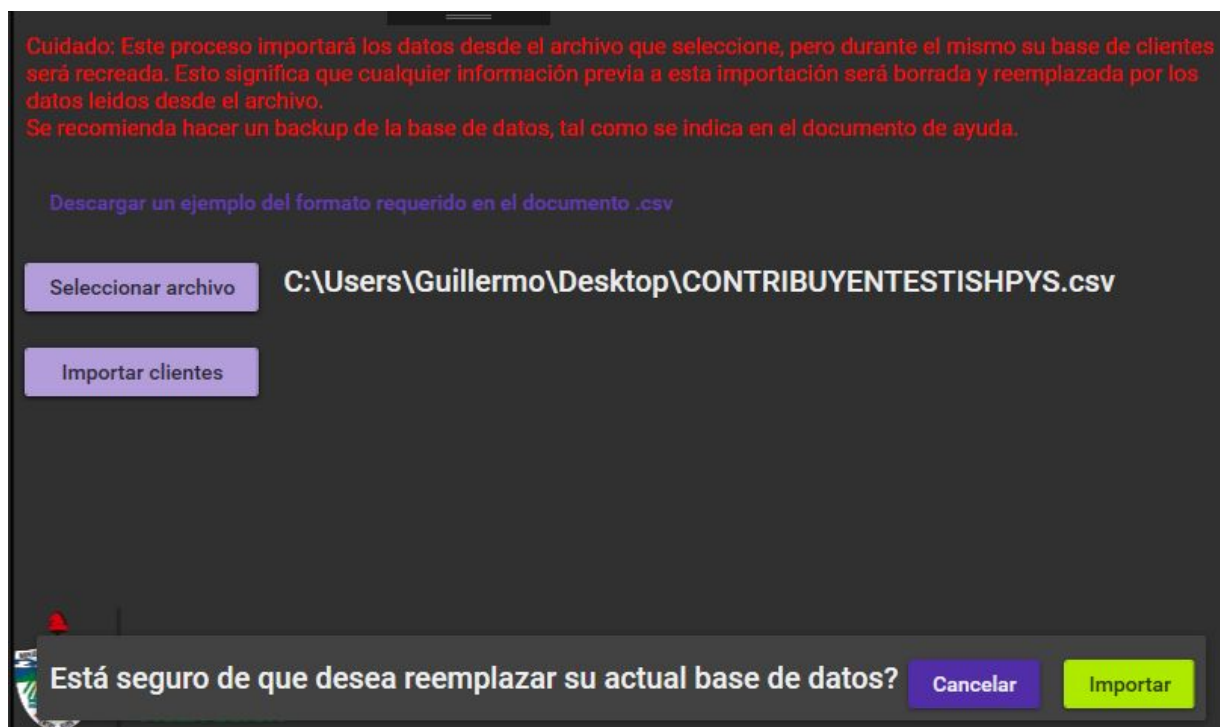 Cuidado: Este proceso importará los datos desde el archivo que seleccione, pero durante el mismo su base de clientes
será recreada. Esto significa que cualquier información previa a esta importación será borrada y reemplazada por los
datos leidos desde el archivo.
Se recomienda hacer un backup de la base de datos, tal como se indica en el documento de ayuda.
Descargar un ejemplo del formato requerido en el documento .csv
Seleccionar archivo
C:\Users\Guillermo\Desktop\CONTRIBUYENTESTISHPYS.csv
Importar clientes
Está seguro de que desea reemplazar su actual base de datos?
Cancelar
Importar